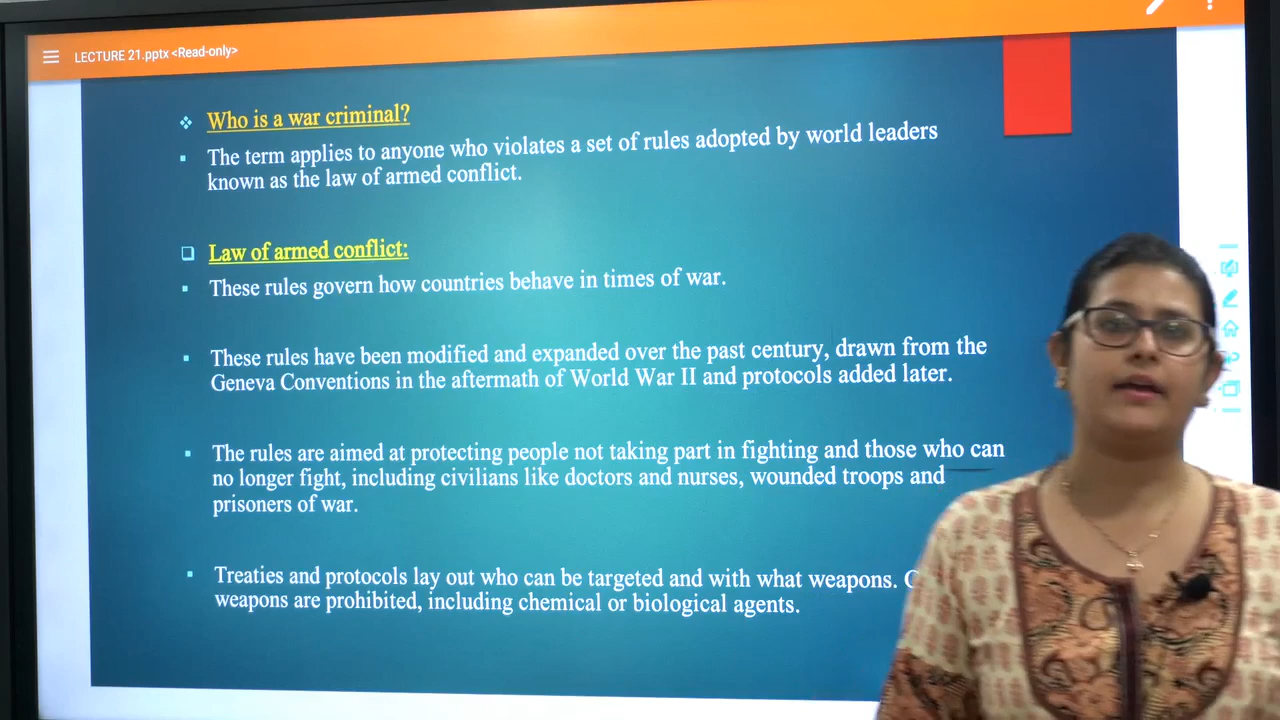 LECTURE 21.pptx <Read-only>
Who is a war criminal?
The term applies to anyone who violates a set of rules adopted by world leaders
known as the law of armed conflict.
Law of armed conflict:
These rules govern how countries behave in times of war.
These rules have been modified and expanded over the past century, drawn from the
Geneva Conventions in the aftermath of World War II and protocols added later.
The rules are aimed at protecting people not taking part in fighting and those who can
no longer fight, including civilians like doctors and nurses, wounded troops and
prisoners of war.
Treaties and protocols lay out who can be targeted and with what weapons.
weapons are prohibited, including chemical or biological agents.